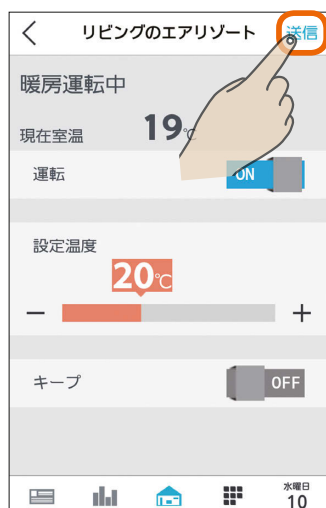 リビングのエアリゾート 送信
暖房運転中
現在室温 19℃
運転 ON
設定温度
20℃
− +
キープ OFF
水曜日
10